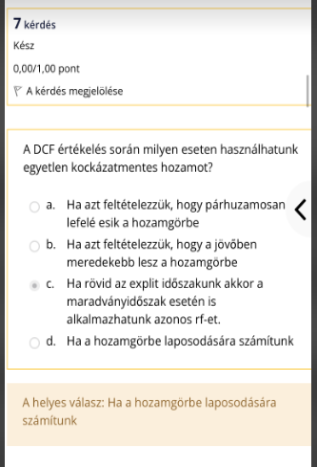 7 kérdés
Kész
0,00/1,00 pont
A kérdés megjelölése
A DCF értékelés során milyen eseten használhatunk
egyetlen kockázatmentes hozamot?
a. Ha azt feltételezzük, hogy párhuzamosan
lefelé esik a hozamgörbe
b. Ha azt feltételezzük, hogy a jövőben
meredekebb lesz a hozamgörbe
c. Ha rövid az explit időszakunk akkor a
maradványidőszak esetén is
alkalmazhatunk azonos rf-et.
d. Ha a hozamgörbe laposodására számítunk
A helyes válasz: Ha a hozamgörbe laposodására
számítunk